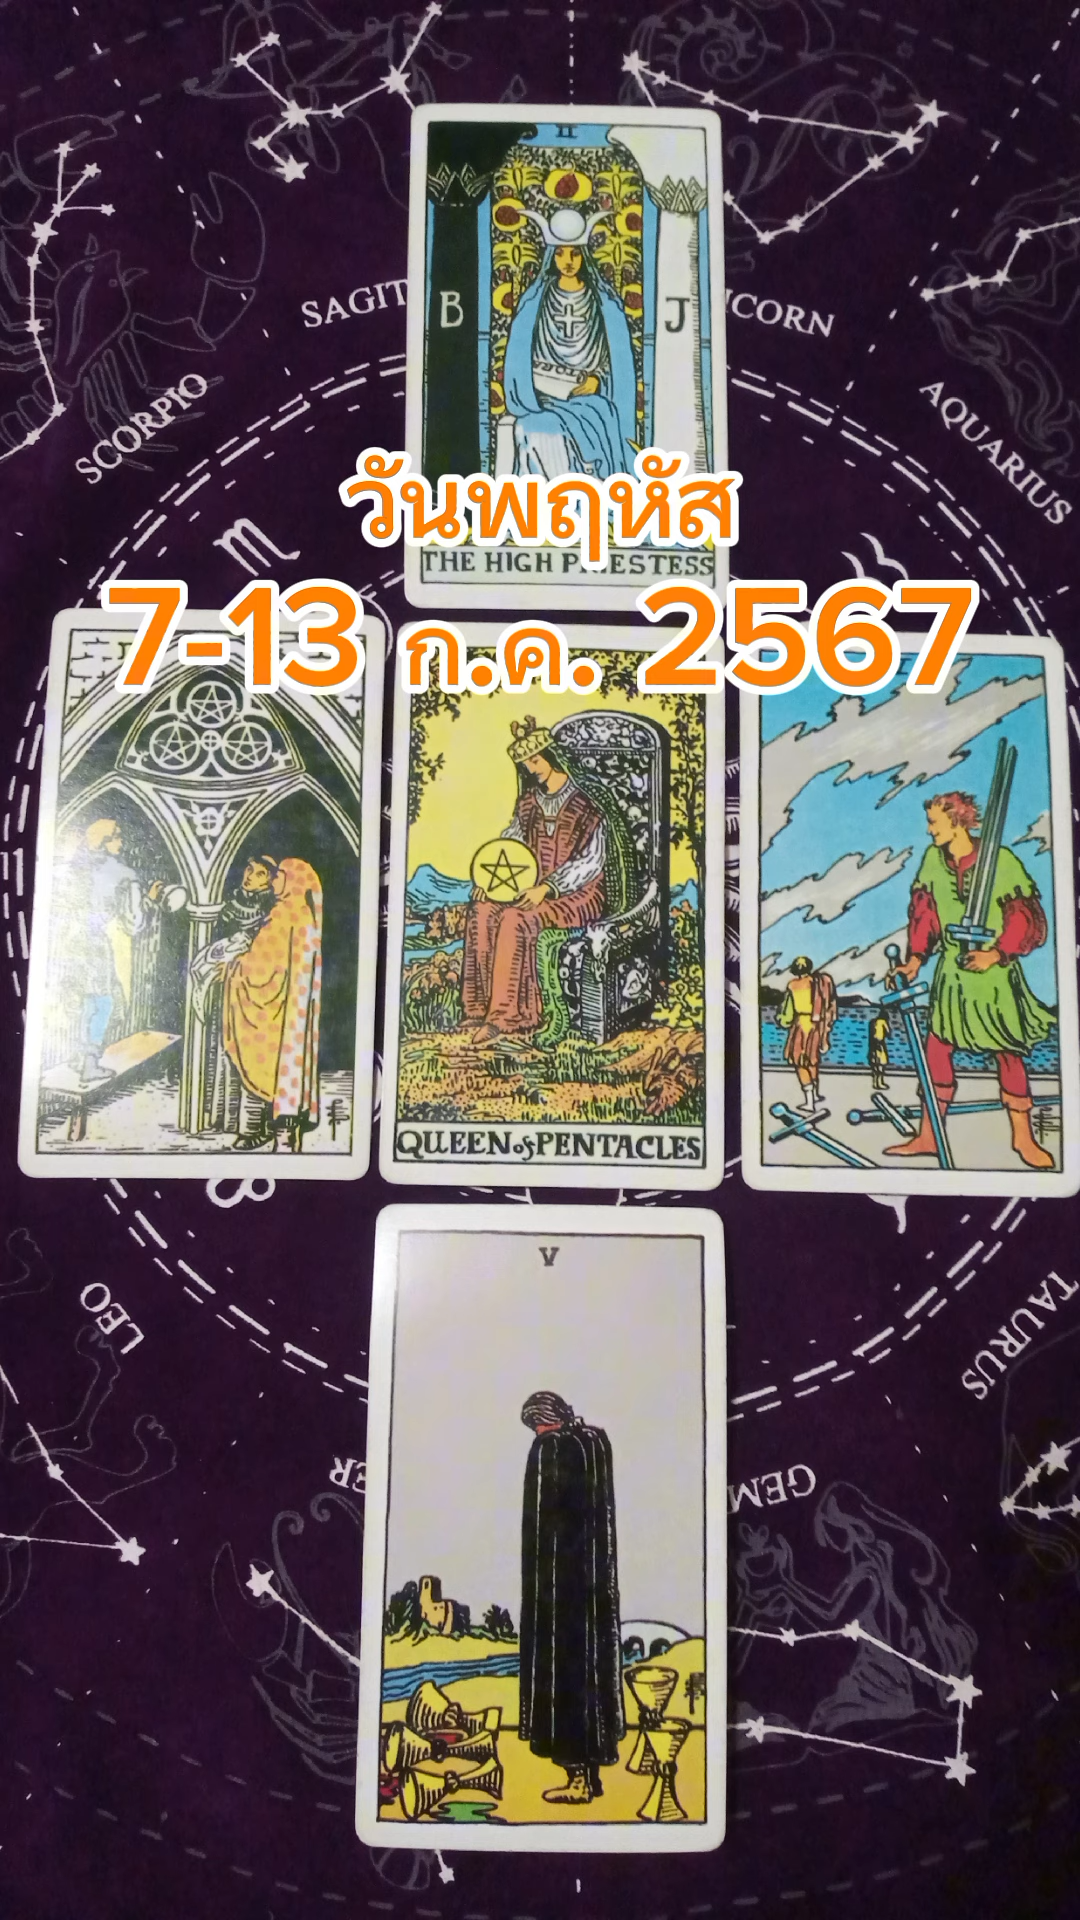 II
B
J
SAGIT
ICORN
SCORPIO
AQUARIUS
วันพฤหัส
THE HIGH PRIESTESS
7-13 ก.ค. 2567
QUEEN of PENTACLES
V
LEO
TAURUS
ER
GEM